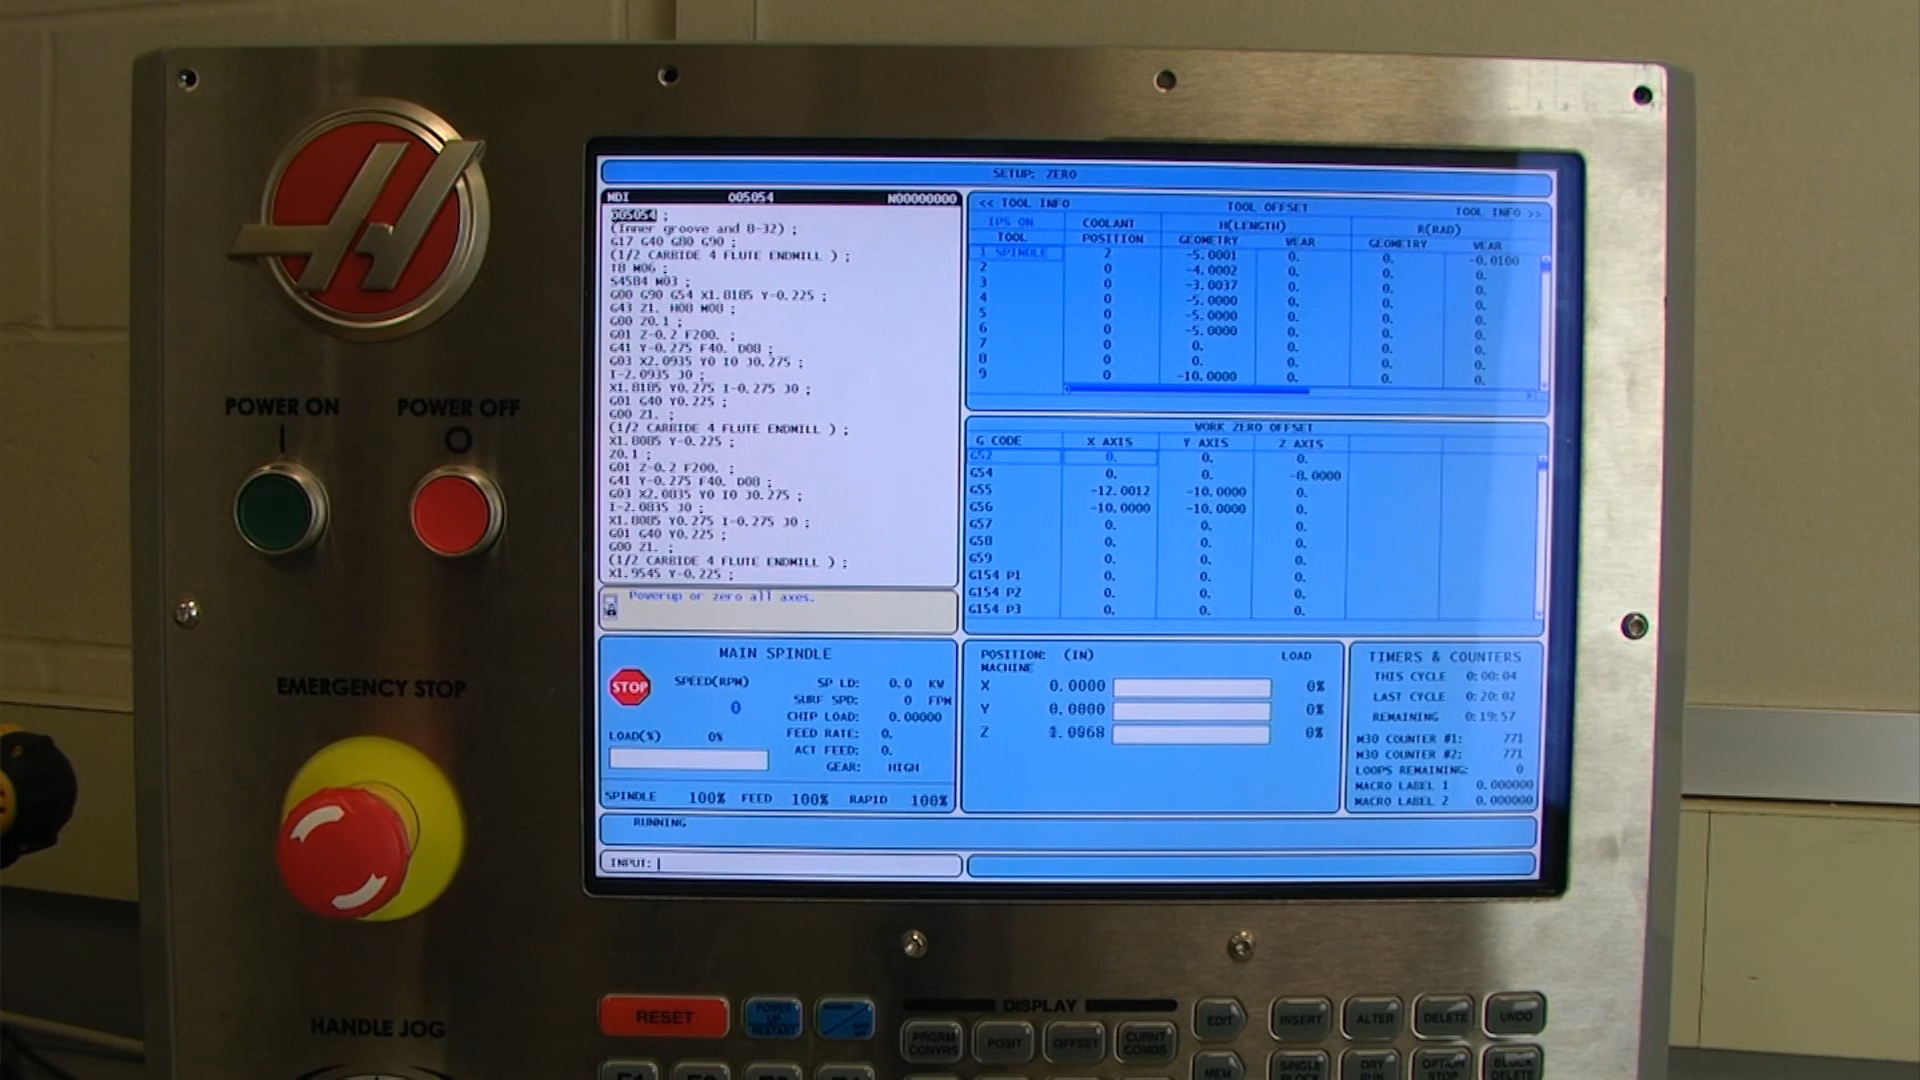 SETUP: ZERO
MDI O05054 N00000000
O05054 ;
(Inner groove and 8-32) ;
G17 G40 G80 G90 ;
(1/2 CARBIDE 4 FLUTE ENDMILL ) ;
T8 M06 ;
S4584 M03 ;
G00 G90 G54 X1.8185 Y-0.225 ;
G43 Z1. H08 M08 ;
G00 Z0.1 ;
G01 Z-0.2 F200. ;
G41 Y-0.275 F40. D08 ;
G03 X2.0935 Y0 I0 J0.275 ;
I-2.0935 J0 ;
X1.8185 Y0.275 I-0.275 J0 ;
G01 G40 Y0.225 ;
G00 Z1. ;
(1/2 CARBIDE 4 FLUTE ENDMILL ) ;
X1.8085 Y-0.225 ;
Z0.1 ;
G01 Z-0.2 F200. ;
G41 Y-0.275 F40. D08 ;
G03 X2.0835 Y0 I0 J0.275 ;
I-2.0835 J0 ;
X1.8085 Y0.275 I-0.275 J0 ;
G01 G40 Y0.225 ;
G00 Z1. ;
(1/2 CARBIDE 4 FLUTE ENDMILL ) ;
X1.9545 Y-0.225 ;
Powerup or zero all axes.
<< TOOL INFO TOOL OFFSET TOOL INFO >>
IPS ON COOLANT H(LENGTH) R(RAD)
TOOL POSITION GEOMETRY WEAR GEOMETRY WEAR
1 SPINDLE 2 -5.0001 0. 0. -0.0100
2 0 -4.0002 0. 0. 0.
3 0 -3.0037 0. 0. 0.
4 0 -5.0000 0. 0. 0.
5 0 -5.0000 0. 0. 0.
6 0 -5.0000 0. 0. 0.
7 0 0. 0. 0. 0.
8 0 0. 0. 0. 0.
9 0 -10.0000 0. 0. 0.
WORK ZERO OFFSET
G CODE X AXIS Y AXIS Z AXIS
G52 0. 0. 0.
G54 0. 0. -8.0000
G55 -12.0012 -10.0000 0.
G56 -10.0000 -10.0000 0.
G57 0. 0. 0.
G58 0. 0. 0.
G59 0. 0. 0.
G154 P1 0. 0. 0.
G154 P2 0. 0. 0.
G154 P3 0. 0. 0.
MAIN SPINDLE
STOP
SPEED(RPM)
0
LOAD(%) 0%
SP LD: 0.0 KW
SURF SPD: 0 FPM
CHIP LOAD: 0.00000
FEED RATE: 0.
ACT FEED: 0.
GEAR: HIGH
SPINDLE 100% FEED 100% RAPID 100%
POSITION: (IN) LOAD
MACHINE
X 0.0000 0%
Y 0.0000 0%
Z 0%
TIMERS & COUNTERS
THIS CYCLE 0:00:04
LAST CYCLE 0:20:02
REMAINING 0:19:57
M30 COUNTER #1: 771
M30 COUNTER #2: 771
LOOPS REMAINING: 0
MACRO LABEL 1 0.000000
MACRO LABEL 2 0.000000
RUNNING
INPUT:
POWER ON POWER OFF
EMERGENCY STOP
HANDLE JOG
RESET
POWER UP RESTART
DISPLAY
PRGRM CONVRS
POSIT
OFFSET
CURNT COMDS
EDIT
INSERT
ALTER
DELETE
UNDO
MEM
SINGLE BLOCK
DRY RUN
OPTION STOP
BLOCK DELETE